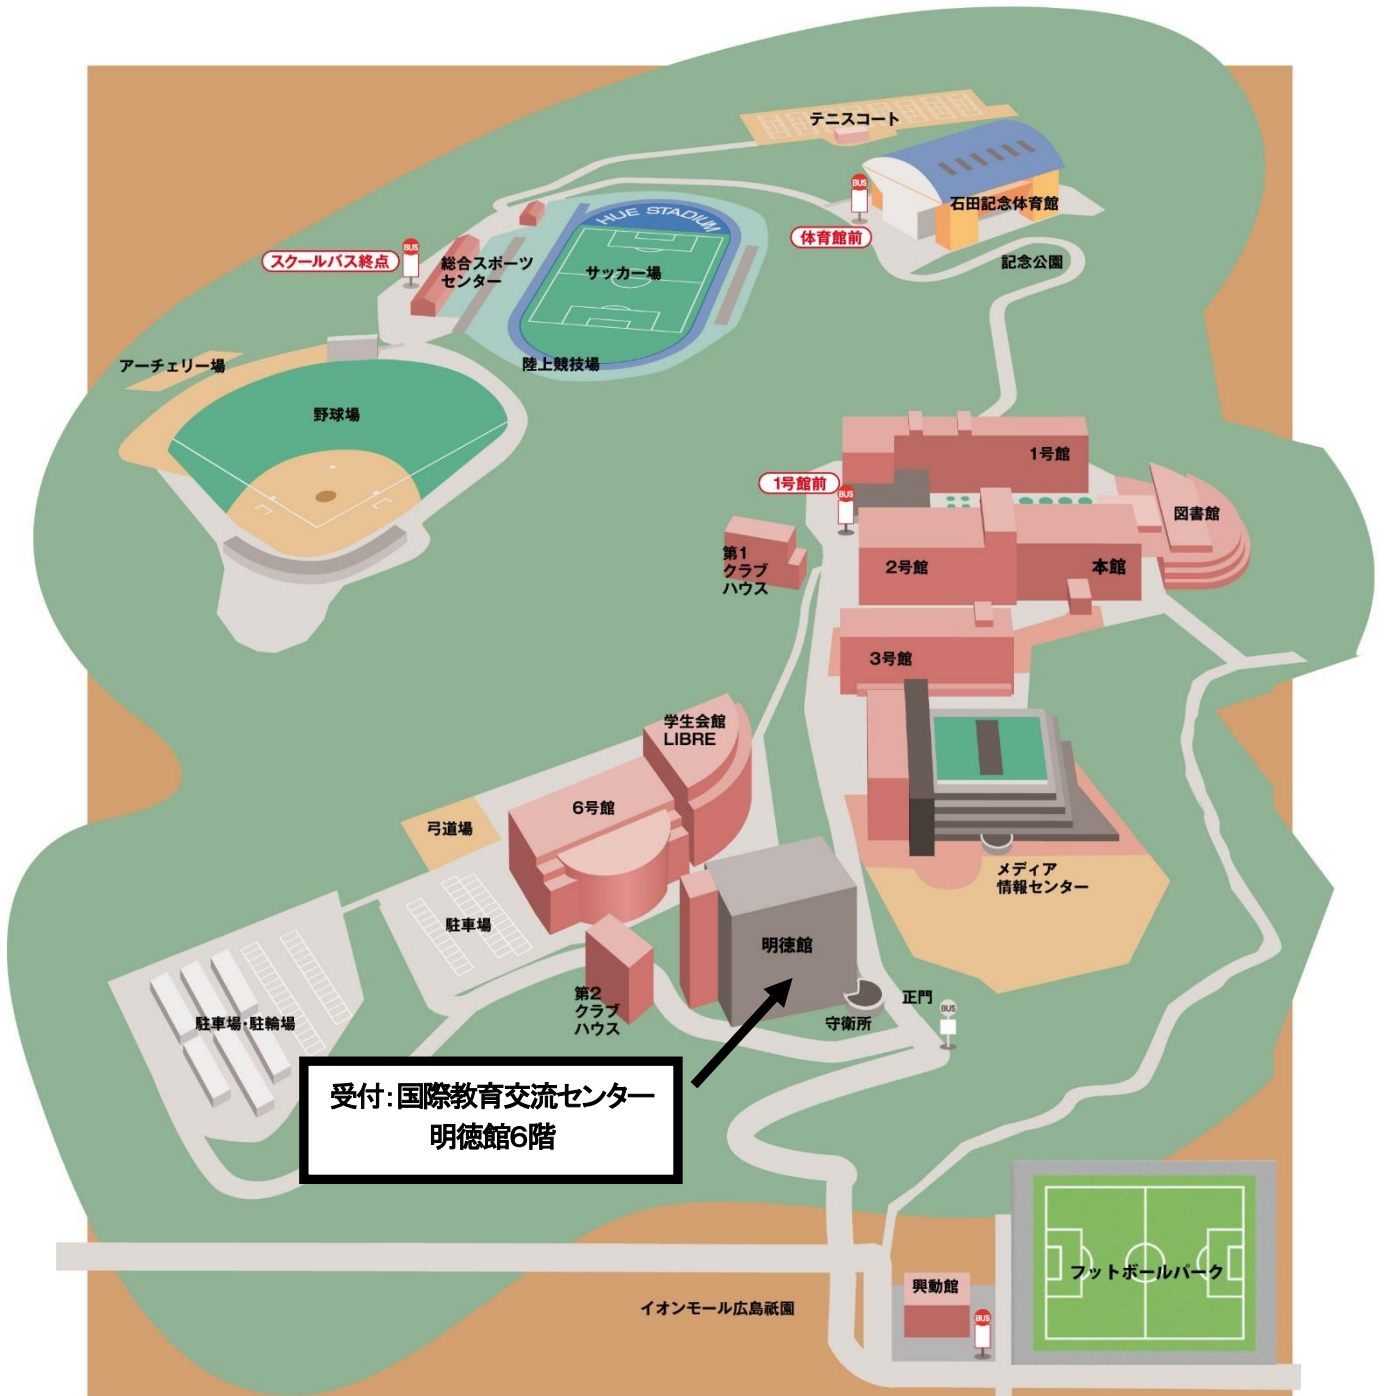 テニスコート
BUS
石田記念体育館
HUE STADIUM
体育館前
BUS
スクールバス終点
総合スポーツ
センター
サッカー場
記念公園
アーチェリー場
陸上競技場
野球場
1号館
1号館前
BUS
図書館
第1
クラブ
ハウス
2号館
本館
3号館
学生会館
LIBRE
6号館
弓道場
メディア
情報センター
駐車場
明徳館
第2
クラブ
ハウス
正門
BUS
守衛所
駐車場・駐輪場
受付:国際教育交流センター
明徳館6階
フットボールパーク
興動館
イオンモール広島祇園
BUS